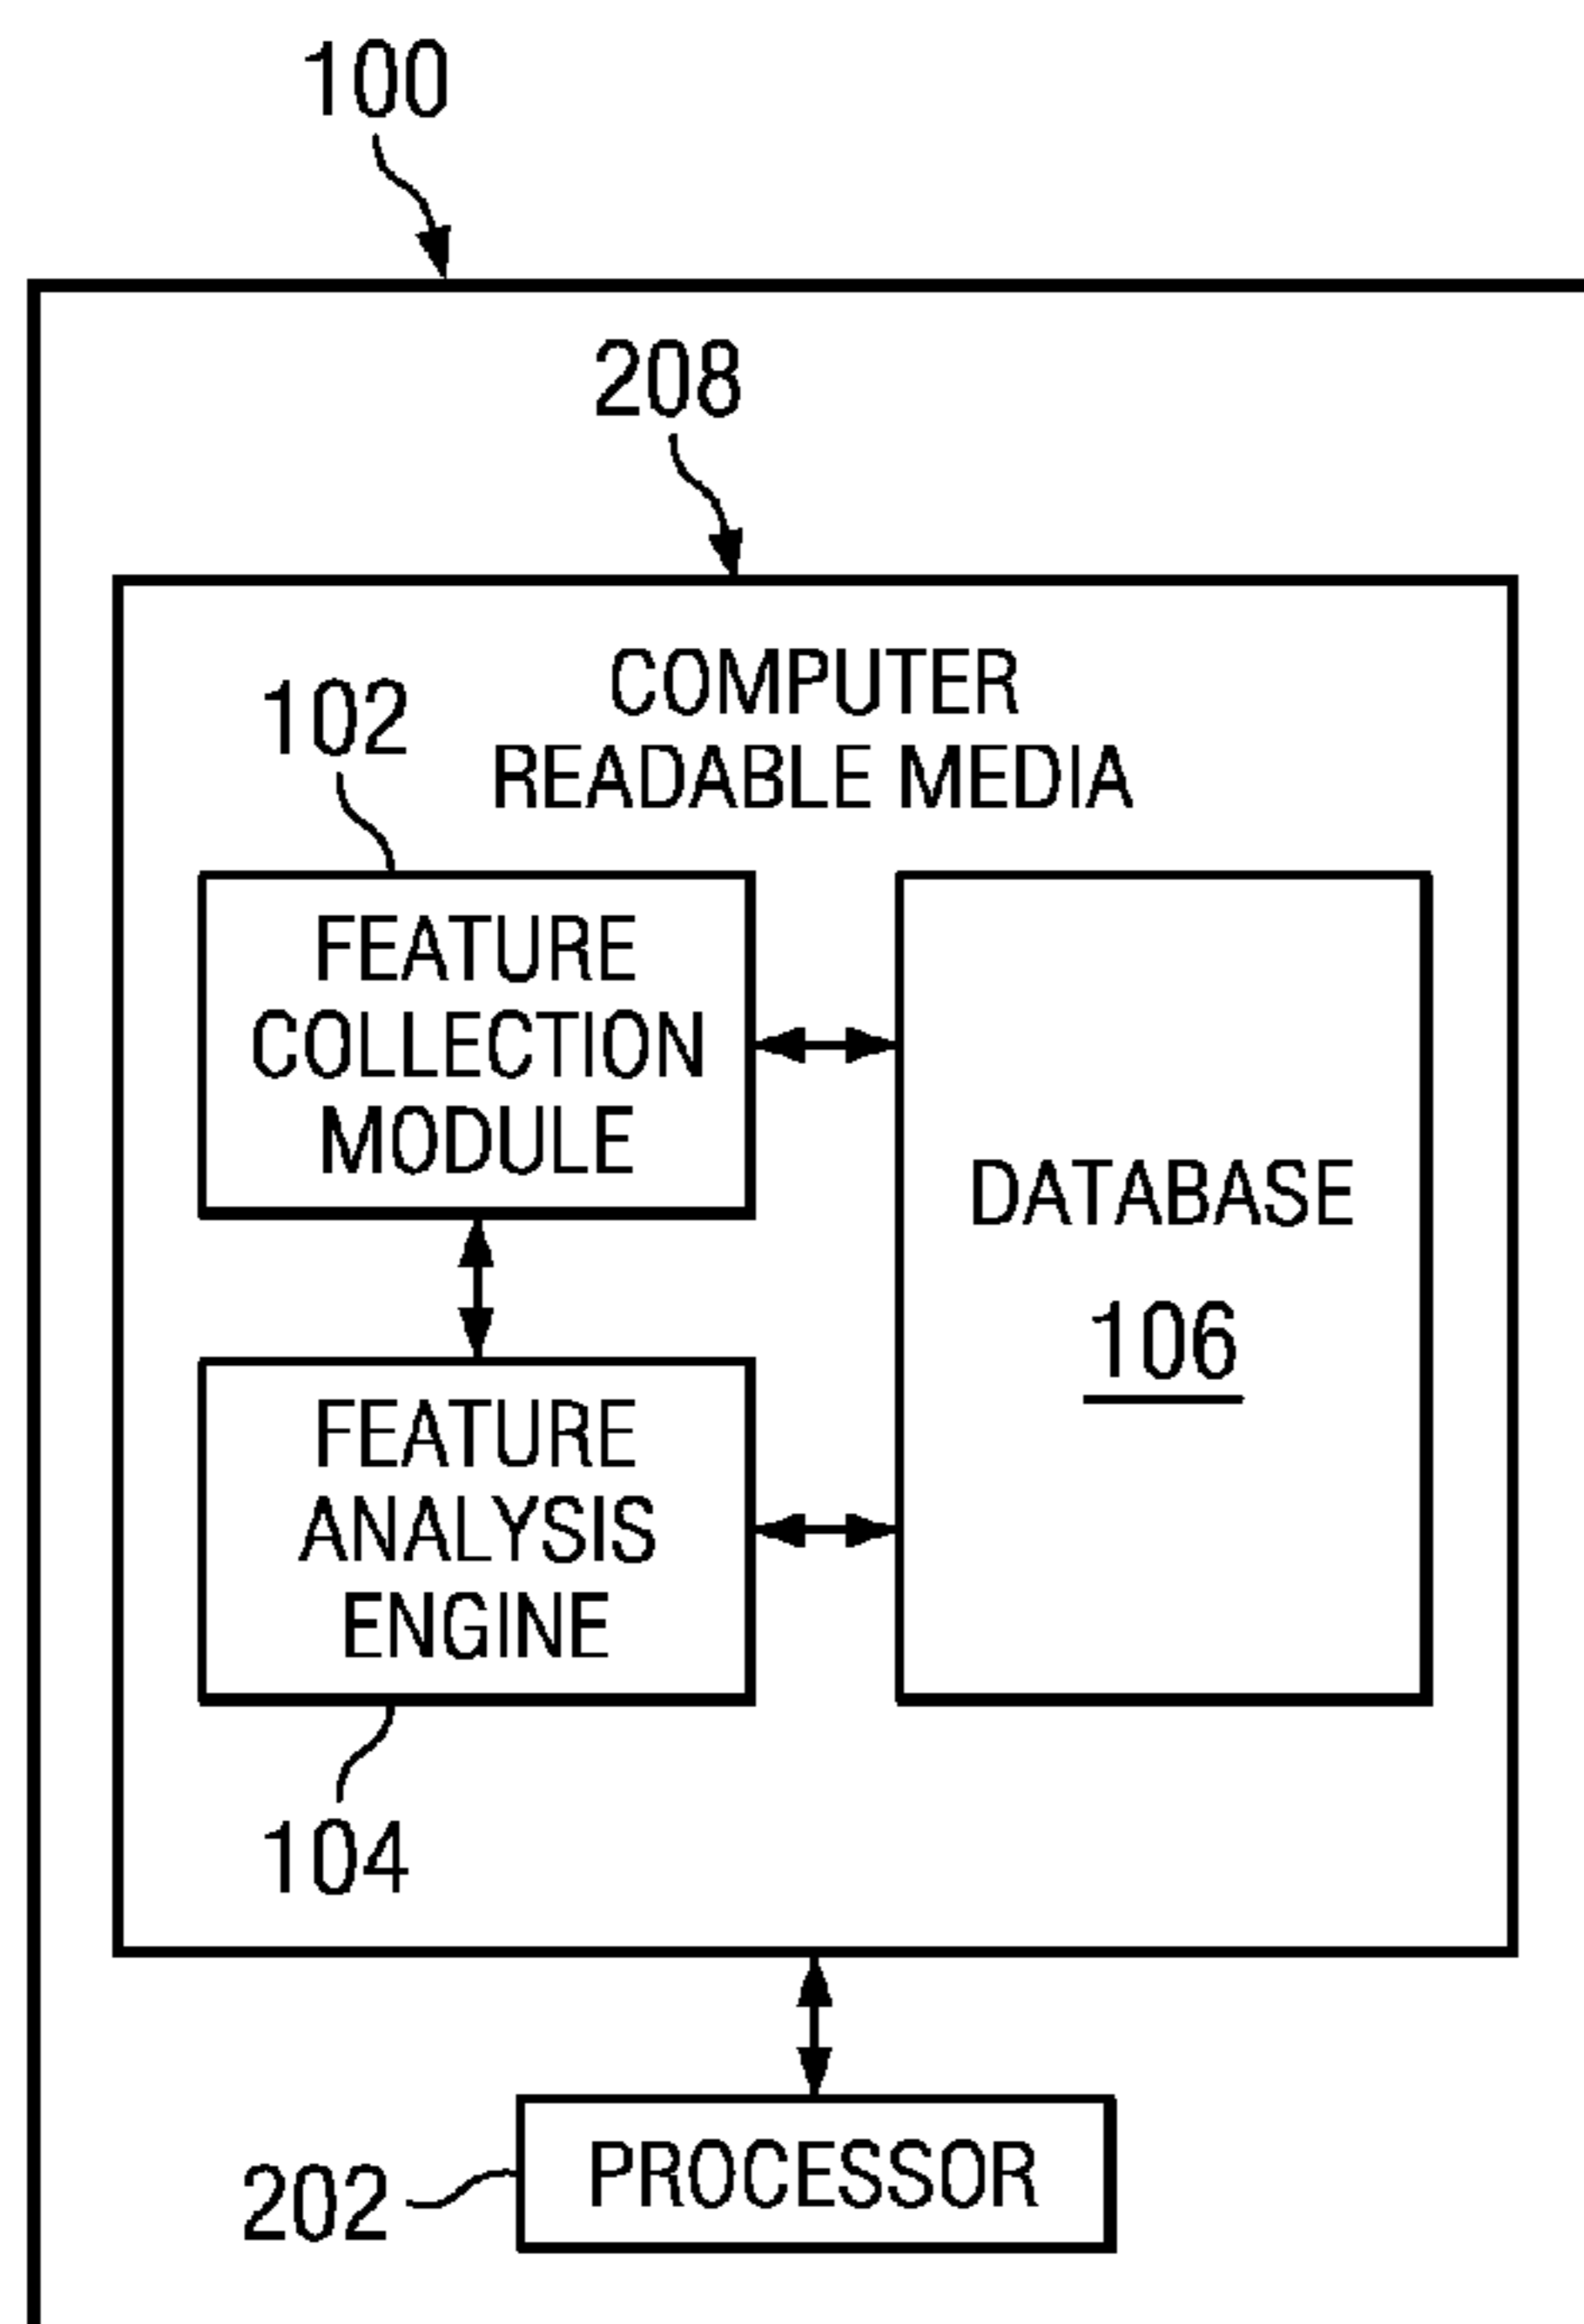 100
208
COMPUTER
READABLE MEDIA
102
FEATURE
COLLECTION
MODULE
DATABASE
106
FEATURE
ANALYSIS
ENGINE
104
PROCESSOR
202